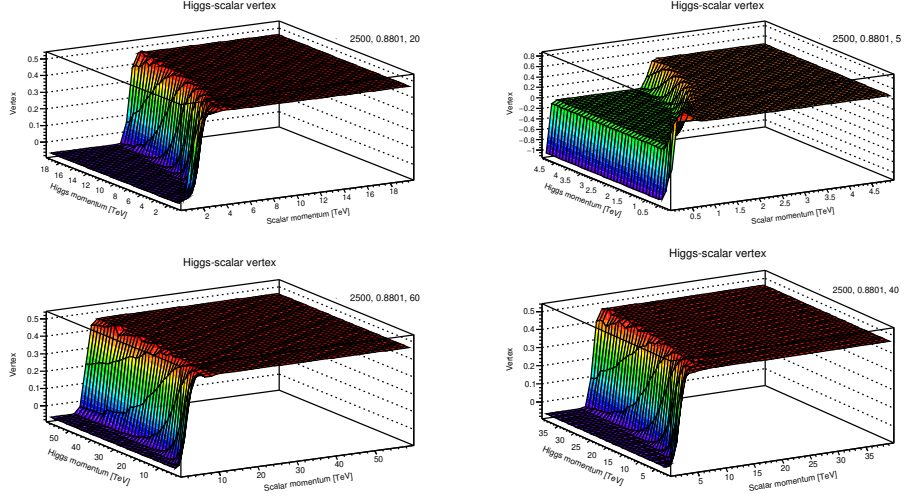 Higgs-scalar vertex
2500, 0.8801, 20
Vertex
0.5
0.4
0.3
0.2
0.1
0
18 16 14 12 10 8 6 4 2
Higgs momentum [TeV]
2 4 6 8 10 12 14 16 18
Scalar momentum [TeV]
Higgs-scalar vertex
2500, 0.8801, 5
Vertex
0.8
0.6
0.4
0.2
0
−0.2
−0.4
−0.6
−0.8
−1
4.5 4 3.5 3 2.5 2 1.5 1 0.5
Higgs momentum [TeV]
0.5 1 1.5 2 2.5 3 3.5 4 4.5
Scalar momentum [TeV]
Higgs-scalar vertex
2500, 0.8801, 60
Vertex
0.5
0.4
0.3
0.2
0.1
0
50 40 30 20 10
Higgs momentum [TeV]
10 20 30 40 50
Scalar momentum [TeV]
Higgs-scalar vertex
2500, 0.8801, 40
Vertex
0.5
0.4
0.3
0.2
0.1
0
35 30 25 20 15 10 5
Higgs momentum [TeV]
5 10 15 20 25 30 35
Scalar momentum [TeV]